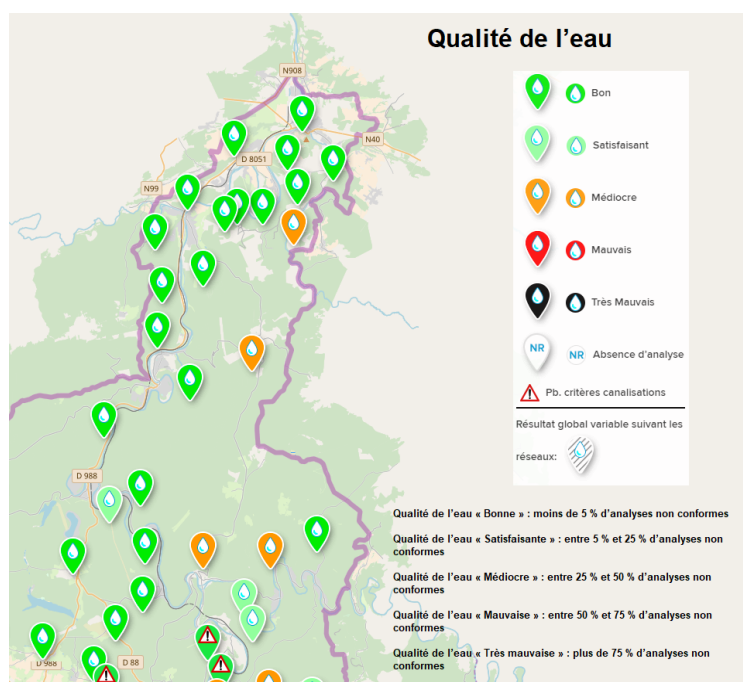 Qualité de l’eau
N908
N40
D 8051
N99
D 988
D 988
D 88
Bon
Satisfaisant
Médiocre
Mauvais
Très Mauvais
NR
NR
Absence d’analyse
Pb. critères canalisations
Résultat global variable suivant les
réseaux:
Qualité de l’eau « Bonne » : moins de 5 % d’analyses non conformes
Qualité de l’eau « Satisfaisante » : entre 5 % et 25 % d’analyses non
conformes
Qualité de l’eau « Médiocre » : entre 25 % et 50 % d’analyses non
conformes
Qualité de l’eau « Mauvaise » : entre 50 % et 75 % d’analyses non
conformes
Qualité de l’eau « Très mauvaise » : plus de 75 % d’analyses non
conformes